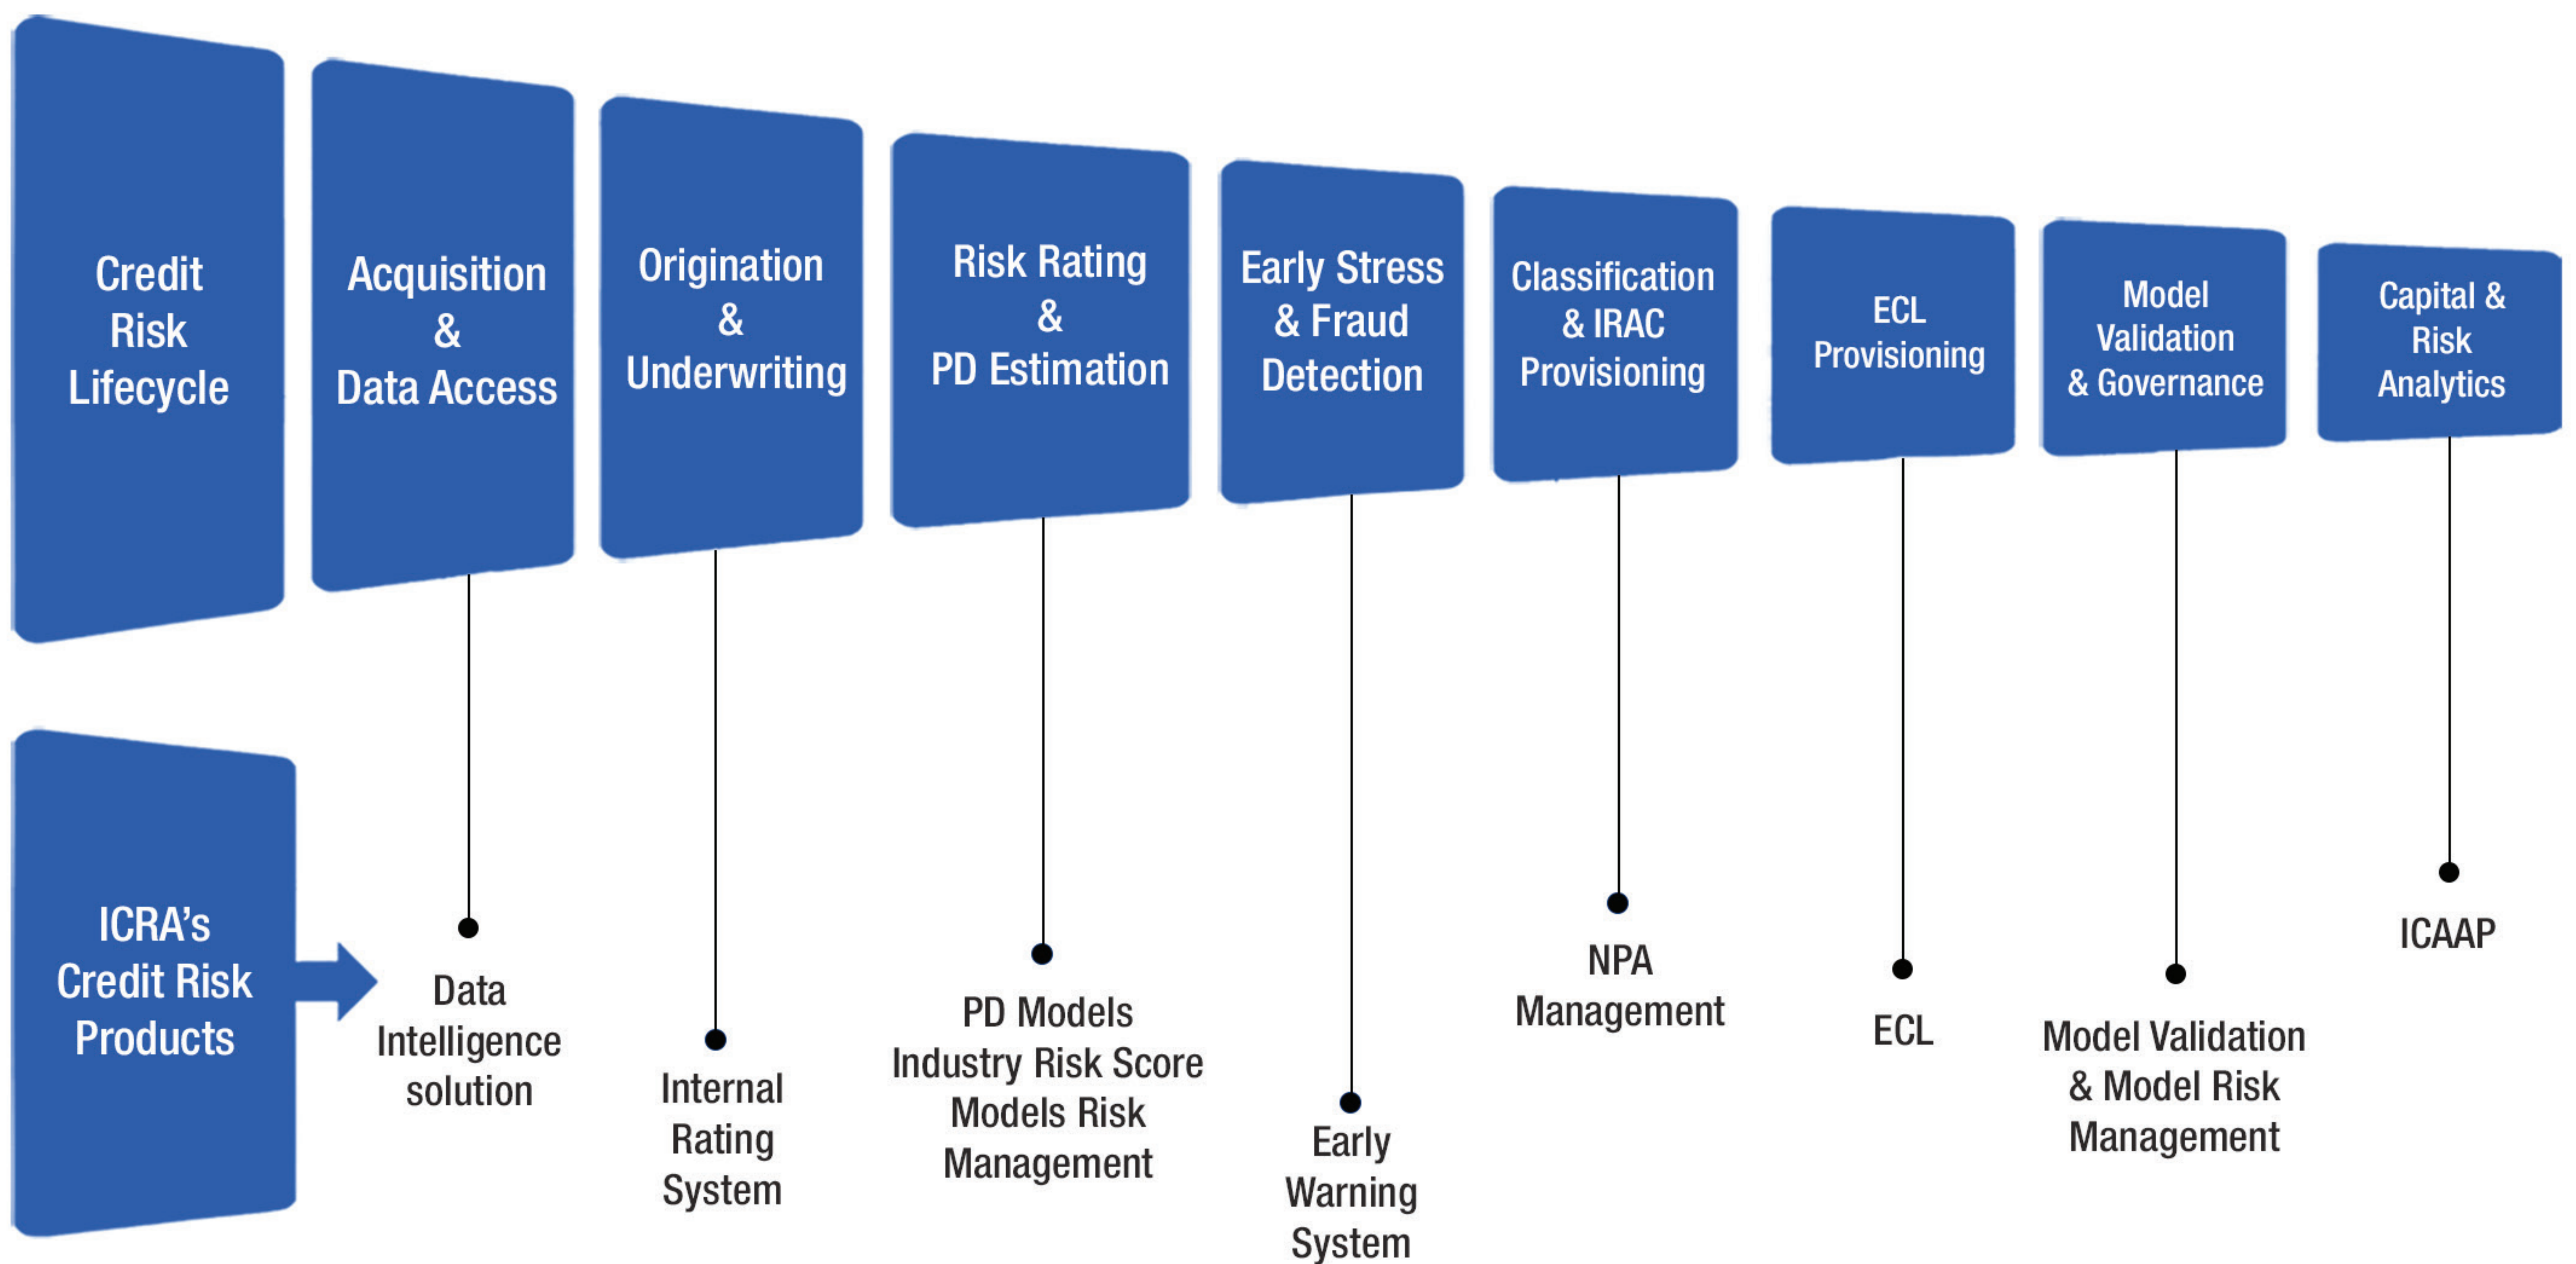 Credit
Risk
Lifecycle
Acquisition
&
Data Access
Origination
&
Underwriting
Risk Rating
&
PD Estimation
Early Stress
& Fraud
Detection
Classification
& IRAC
Provisioning
ECL
Provisioning
Model
Validation
& Governance
Capital &
Risk
Analytics
ICRA's
Credit Risk
Products
Data
Intelligence
solution
Internal
Rating
System
PD Models
Industry Risk Score
Models Risk
Management
Early
Warning
System
NPA
Management
ECL
Model Validation
& Model Risk
Management
ICAAP